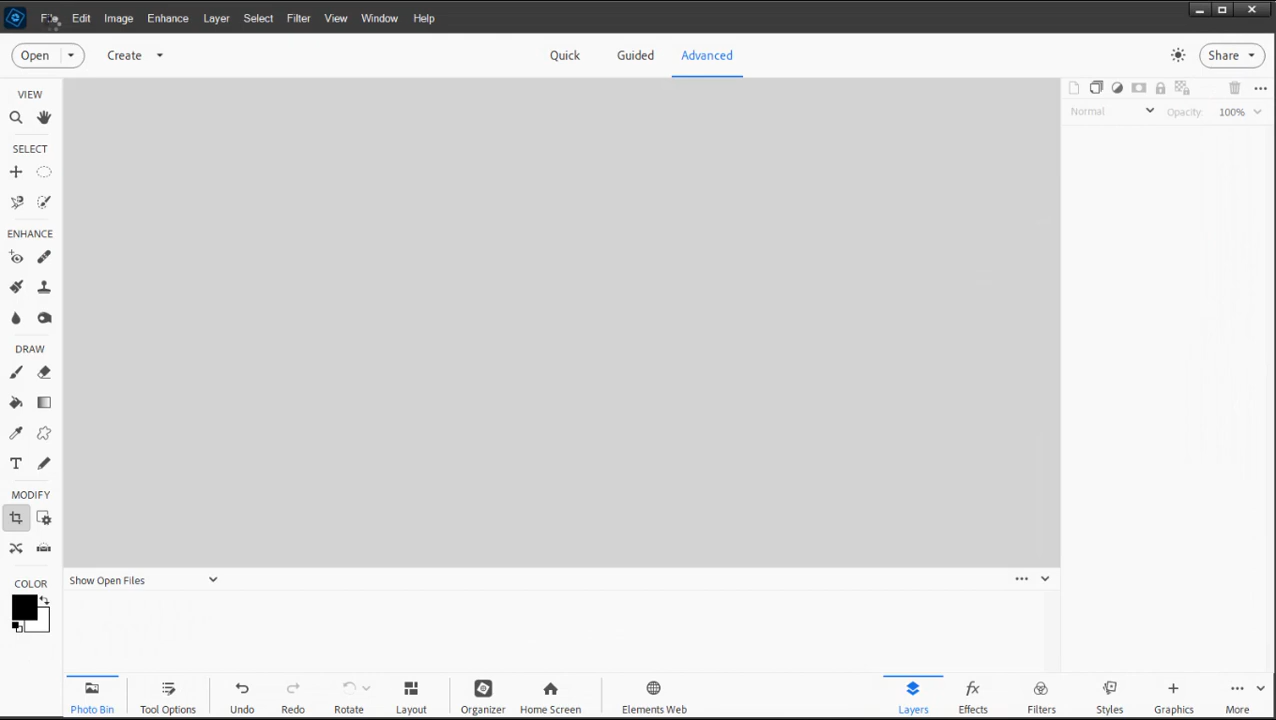 File Edit Image Enhance Layer Select Filter View Window Help
Open Create Quick Guided Advanced Share
VIEW
Normal Opacity: 100%
SELECT
ENHANCE
DRAW
T
MODIFY
Show Open Files
COLOR
Photo Bin Tool Options Undo Redo Rotate Layout Organizer Home Screen Elements Web Layers fx Effects Filters Styles Graphics More